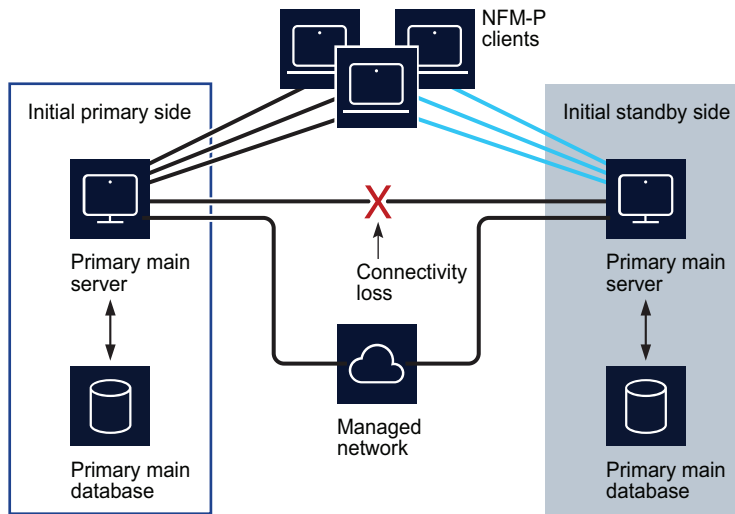 NFM-P
clients
Initial primary side
Initial standby side
Primary main
server
Connectivity
loss
Primary main
server
Managed
network
Primary main
database
Primary main
database